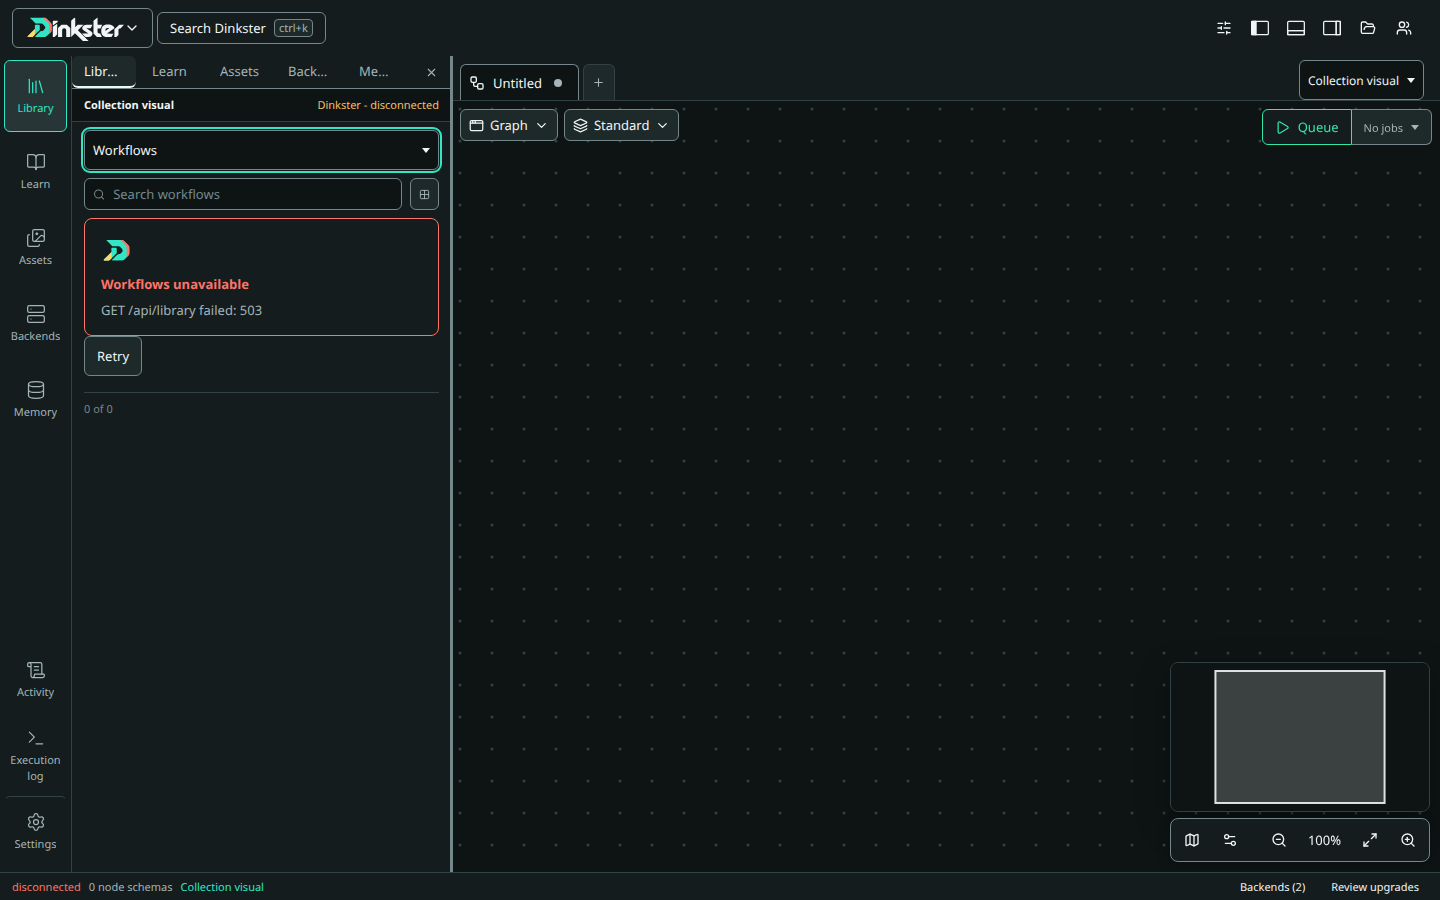 Dinkster
Search Dinkster ctrl+k
Library
Learn
Assets
Backends
Memory
Activity
Execution
log
Settings
Libr... Learn Assets Back... Me...
Collection visual Dinkster - disconnected
Workflows
Search workflows
Workflows unavailable
GET /api/library failed: 503
Retry
0 of 0
Untitled
Collection visual
Graph Standard
Queue No jobs
100%
disconnected 0 node schemas Collection visual
Backends (2) Review upgrades